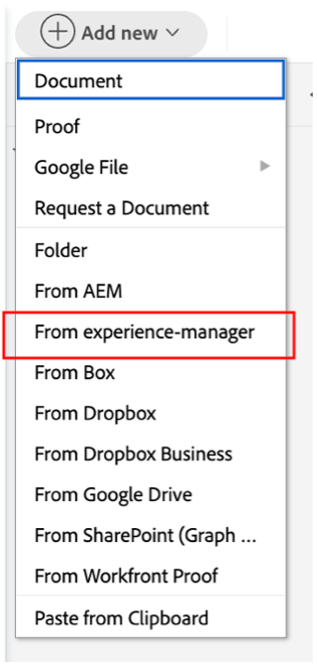 Add new
Document
Proof
Google File
Request a Document
Folder
From AEM
From experience-manager
From Box
From Dropbox
From Dropbox Business
From Google Drive
From SharePoint (Graph ...
From Workfront Proof
Paste from Clipboard